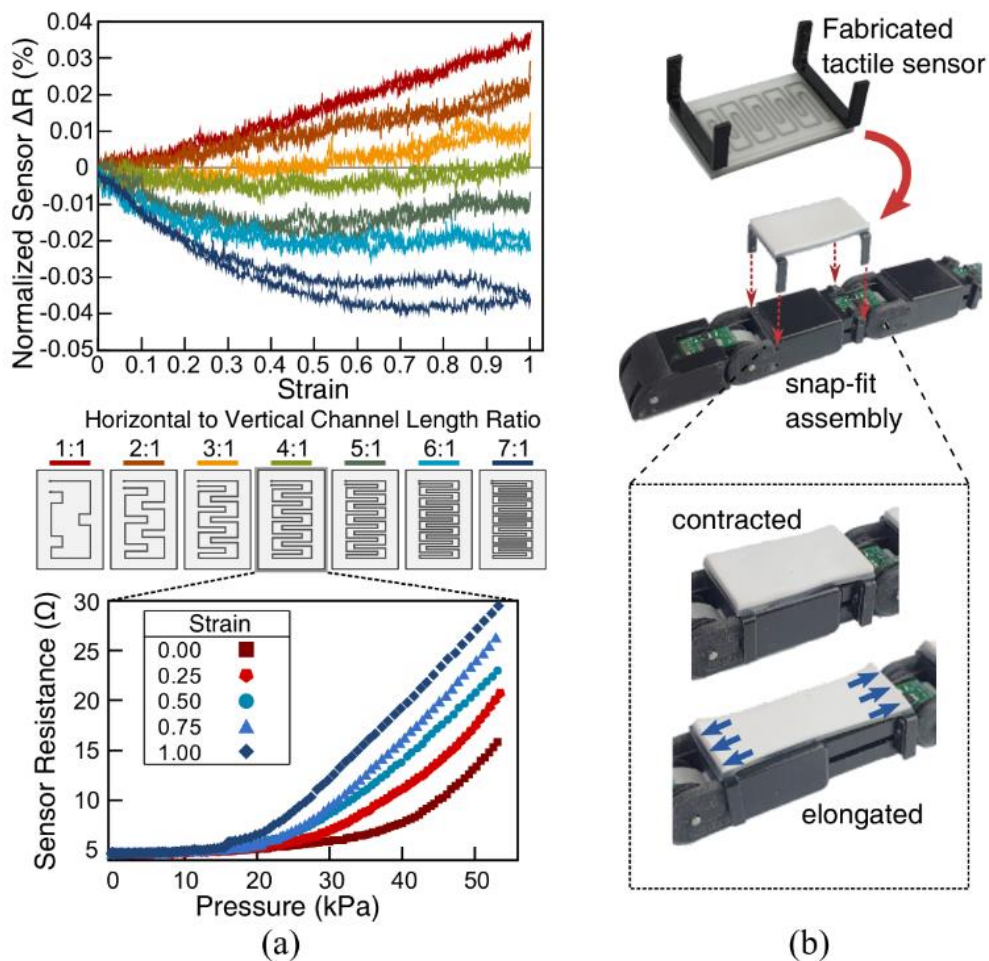 0.04
0.03
0.02
0.01
0
-0.01
-0.02
-0.03
-0.04
-0.05
Normalized Sensor ΔR (%)
0 0.1 0.2 0.3 0.4 0.5 0.6 0.7 0.8 0.9 1
Strain
Horizontal to Vertical Channel Length Ratio
1:1 2:1 3:1 4:1 5:1 6:1 7:1
30
25
20
15
10
5
Sensor Resistance (Ω)
Strain
0.00
0.25
0.50
0.75
1.00
0 10 20 30 40 50
Pressure (kPa)
(a)
Fabricated
tactile sensor
snap-fit
assembly
contracted
elongated
(b)